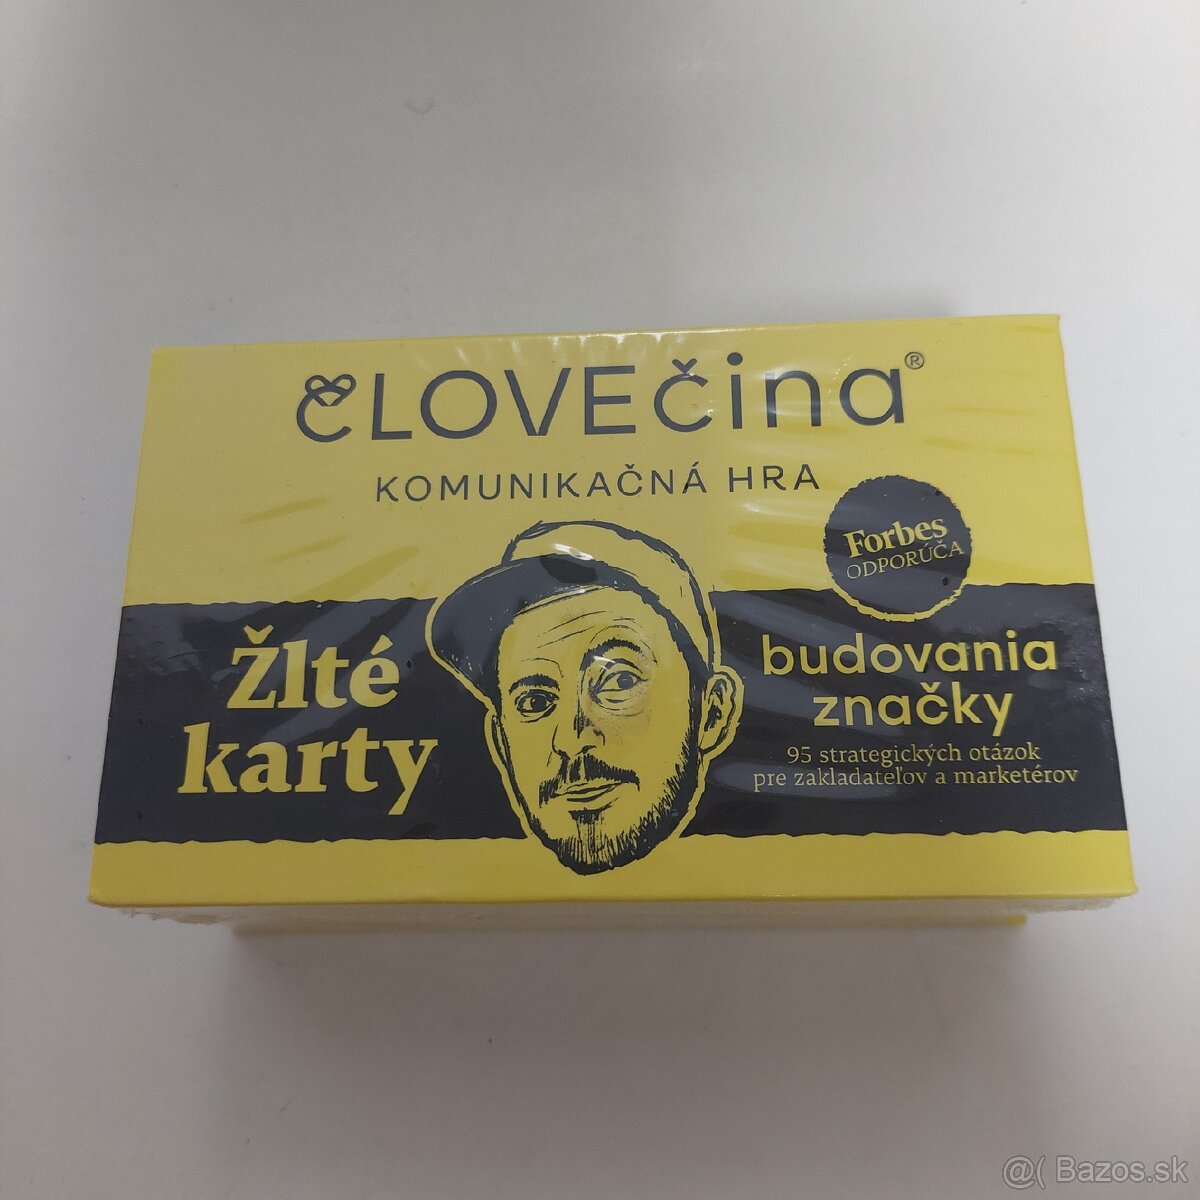 čLOVEčina®
KOMUNIKAČNÁ HRA
Forbes
ODPORÚČA
Žlté
karty
budovania
značky
95 strategických otázok
pre zakladateľov a marketérov
@( Bazos.sk